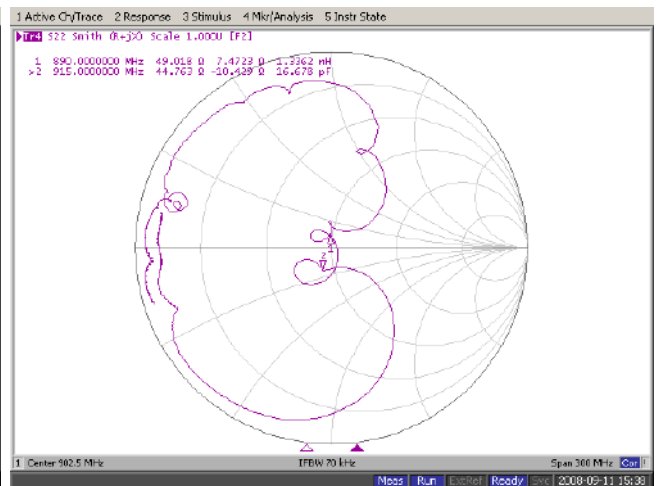 1 Active Ch/Trace 2 Response 3 Stimulus 4 Mkr/Analysis 5 Instr State
Tr4 S22 Smith (R+jX) Scale 1.000U [F2]
1 890.0000000 MHz 49.018 Ω 7.4723 Ω 1.3362 nH
>2 915.0000000 MHz 44.763 Ω -10.429 Ω 16.678 pF
1
2
1 Center 902.5 MHz IFBW 70 kHz Span 300 MHz Cor !
Meas Run ExtRef Ready Svc 2008-09-11 15:38